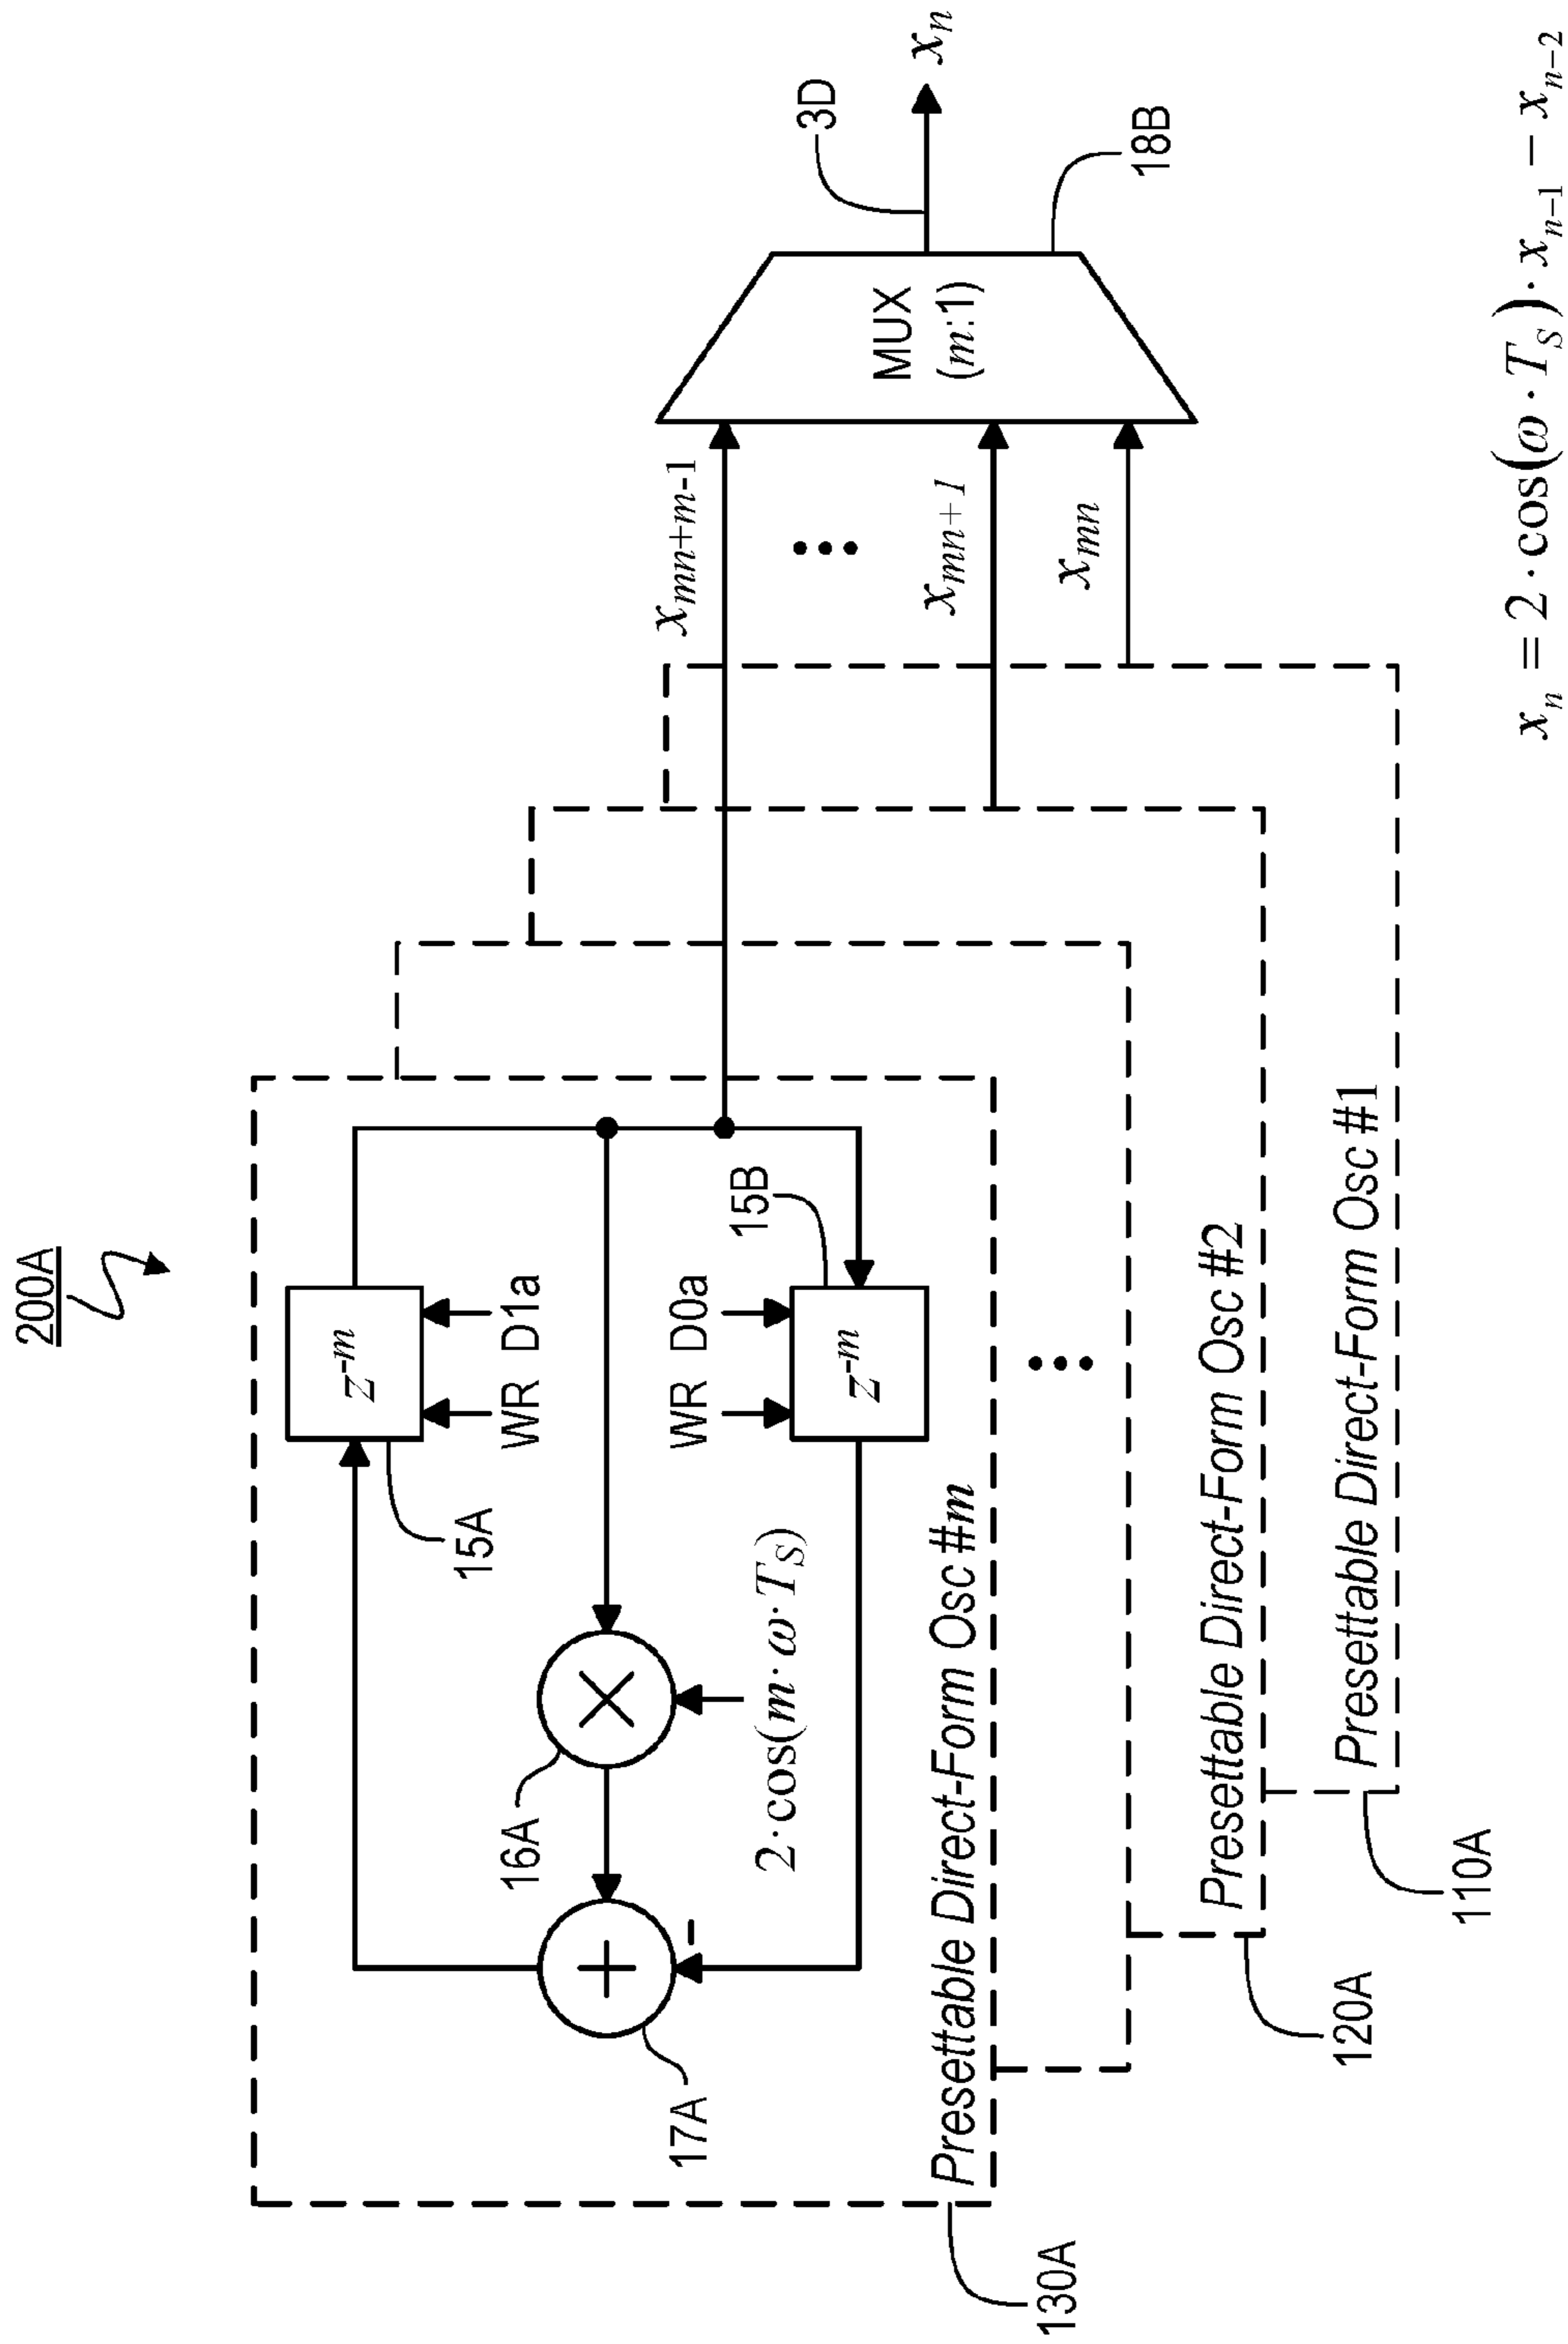 200A
15A
z⁻ᵐ
WR D1a
16A
17A
2·cos(m·ω·T_S)
WR D0a
15B
z⁻ᵐ
Presettable Direct-Form Osc #m
130A
Presettable Direct-Form Osc #2
120A
Presettable Direct-Form Osc #1
110A
x_{mn+m-1}
x_{mn+1}
x_{mn}
MUX
(m:1)
3D
x_n
18B
x_n = 2·cos(ω·T_S)·x_{n−1} − x_{n−2}